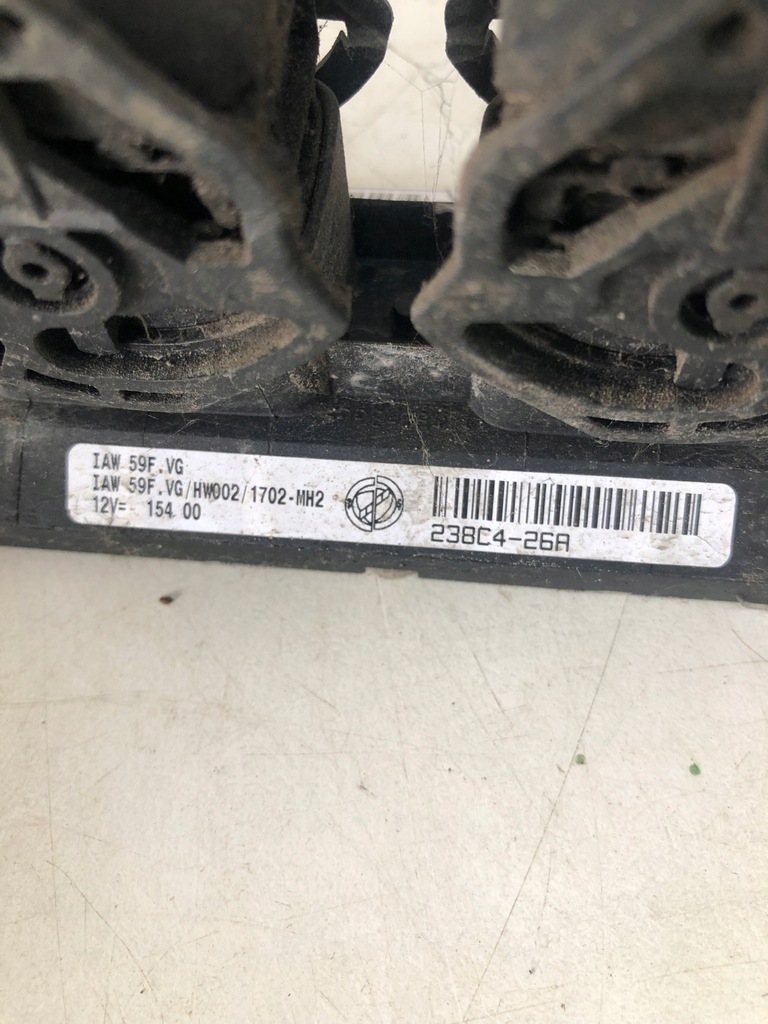 IAW 59F.VG
IAW 59F.VG/HW002/1702-MH2
12V= 154 00
238C4-26A